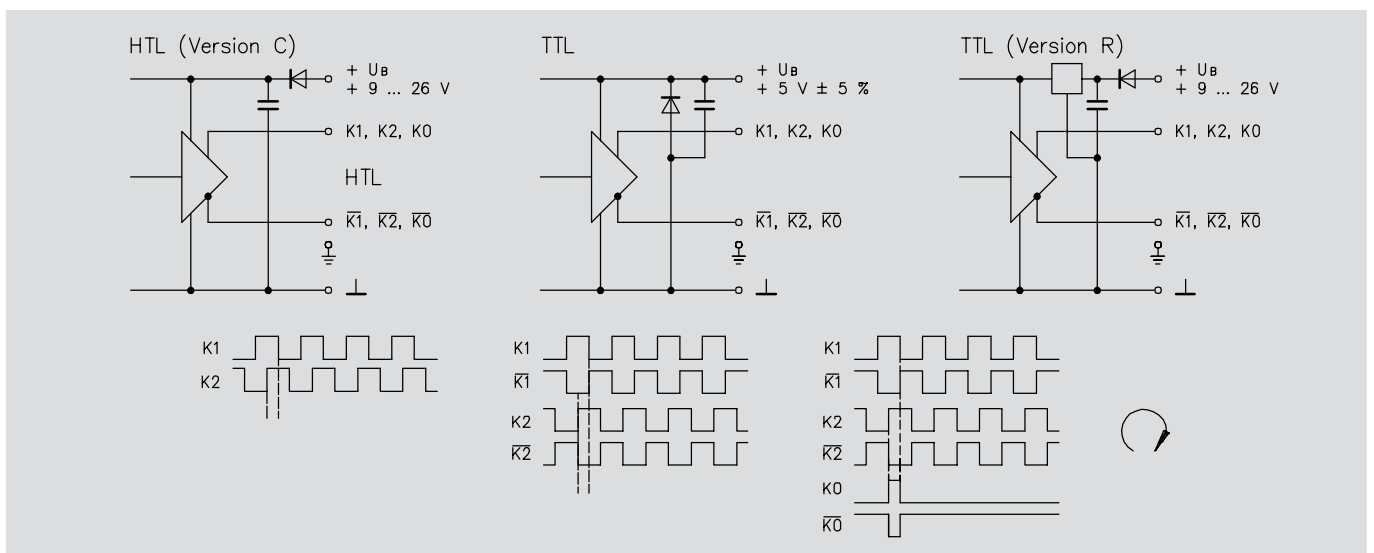 HTL (Version C)
+ UB
+ 9 ... 26 V
K1, K2, K0
HTL
K̅1̅, K̅2̅, K̅0̅
TTL
+ UB
+ 5 V ± 5 %
K1, K2, K0
K̅1̅, K̅2̅, K̅0̅
TTL (Version R)
+ UB
+ 9 ... 26 V
K1, K2, K0
K̅1̅, K̅2̅, K̅0̅
K1
K2
K1
K̅1̅
K2
K̅2̅
K1
K̅1̅
K2
K̅2̅
K0
K̅0̅